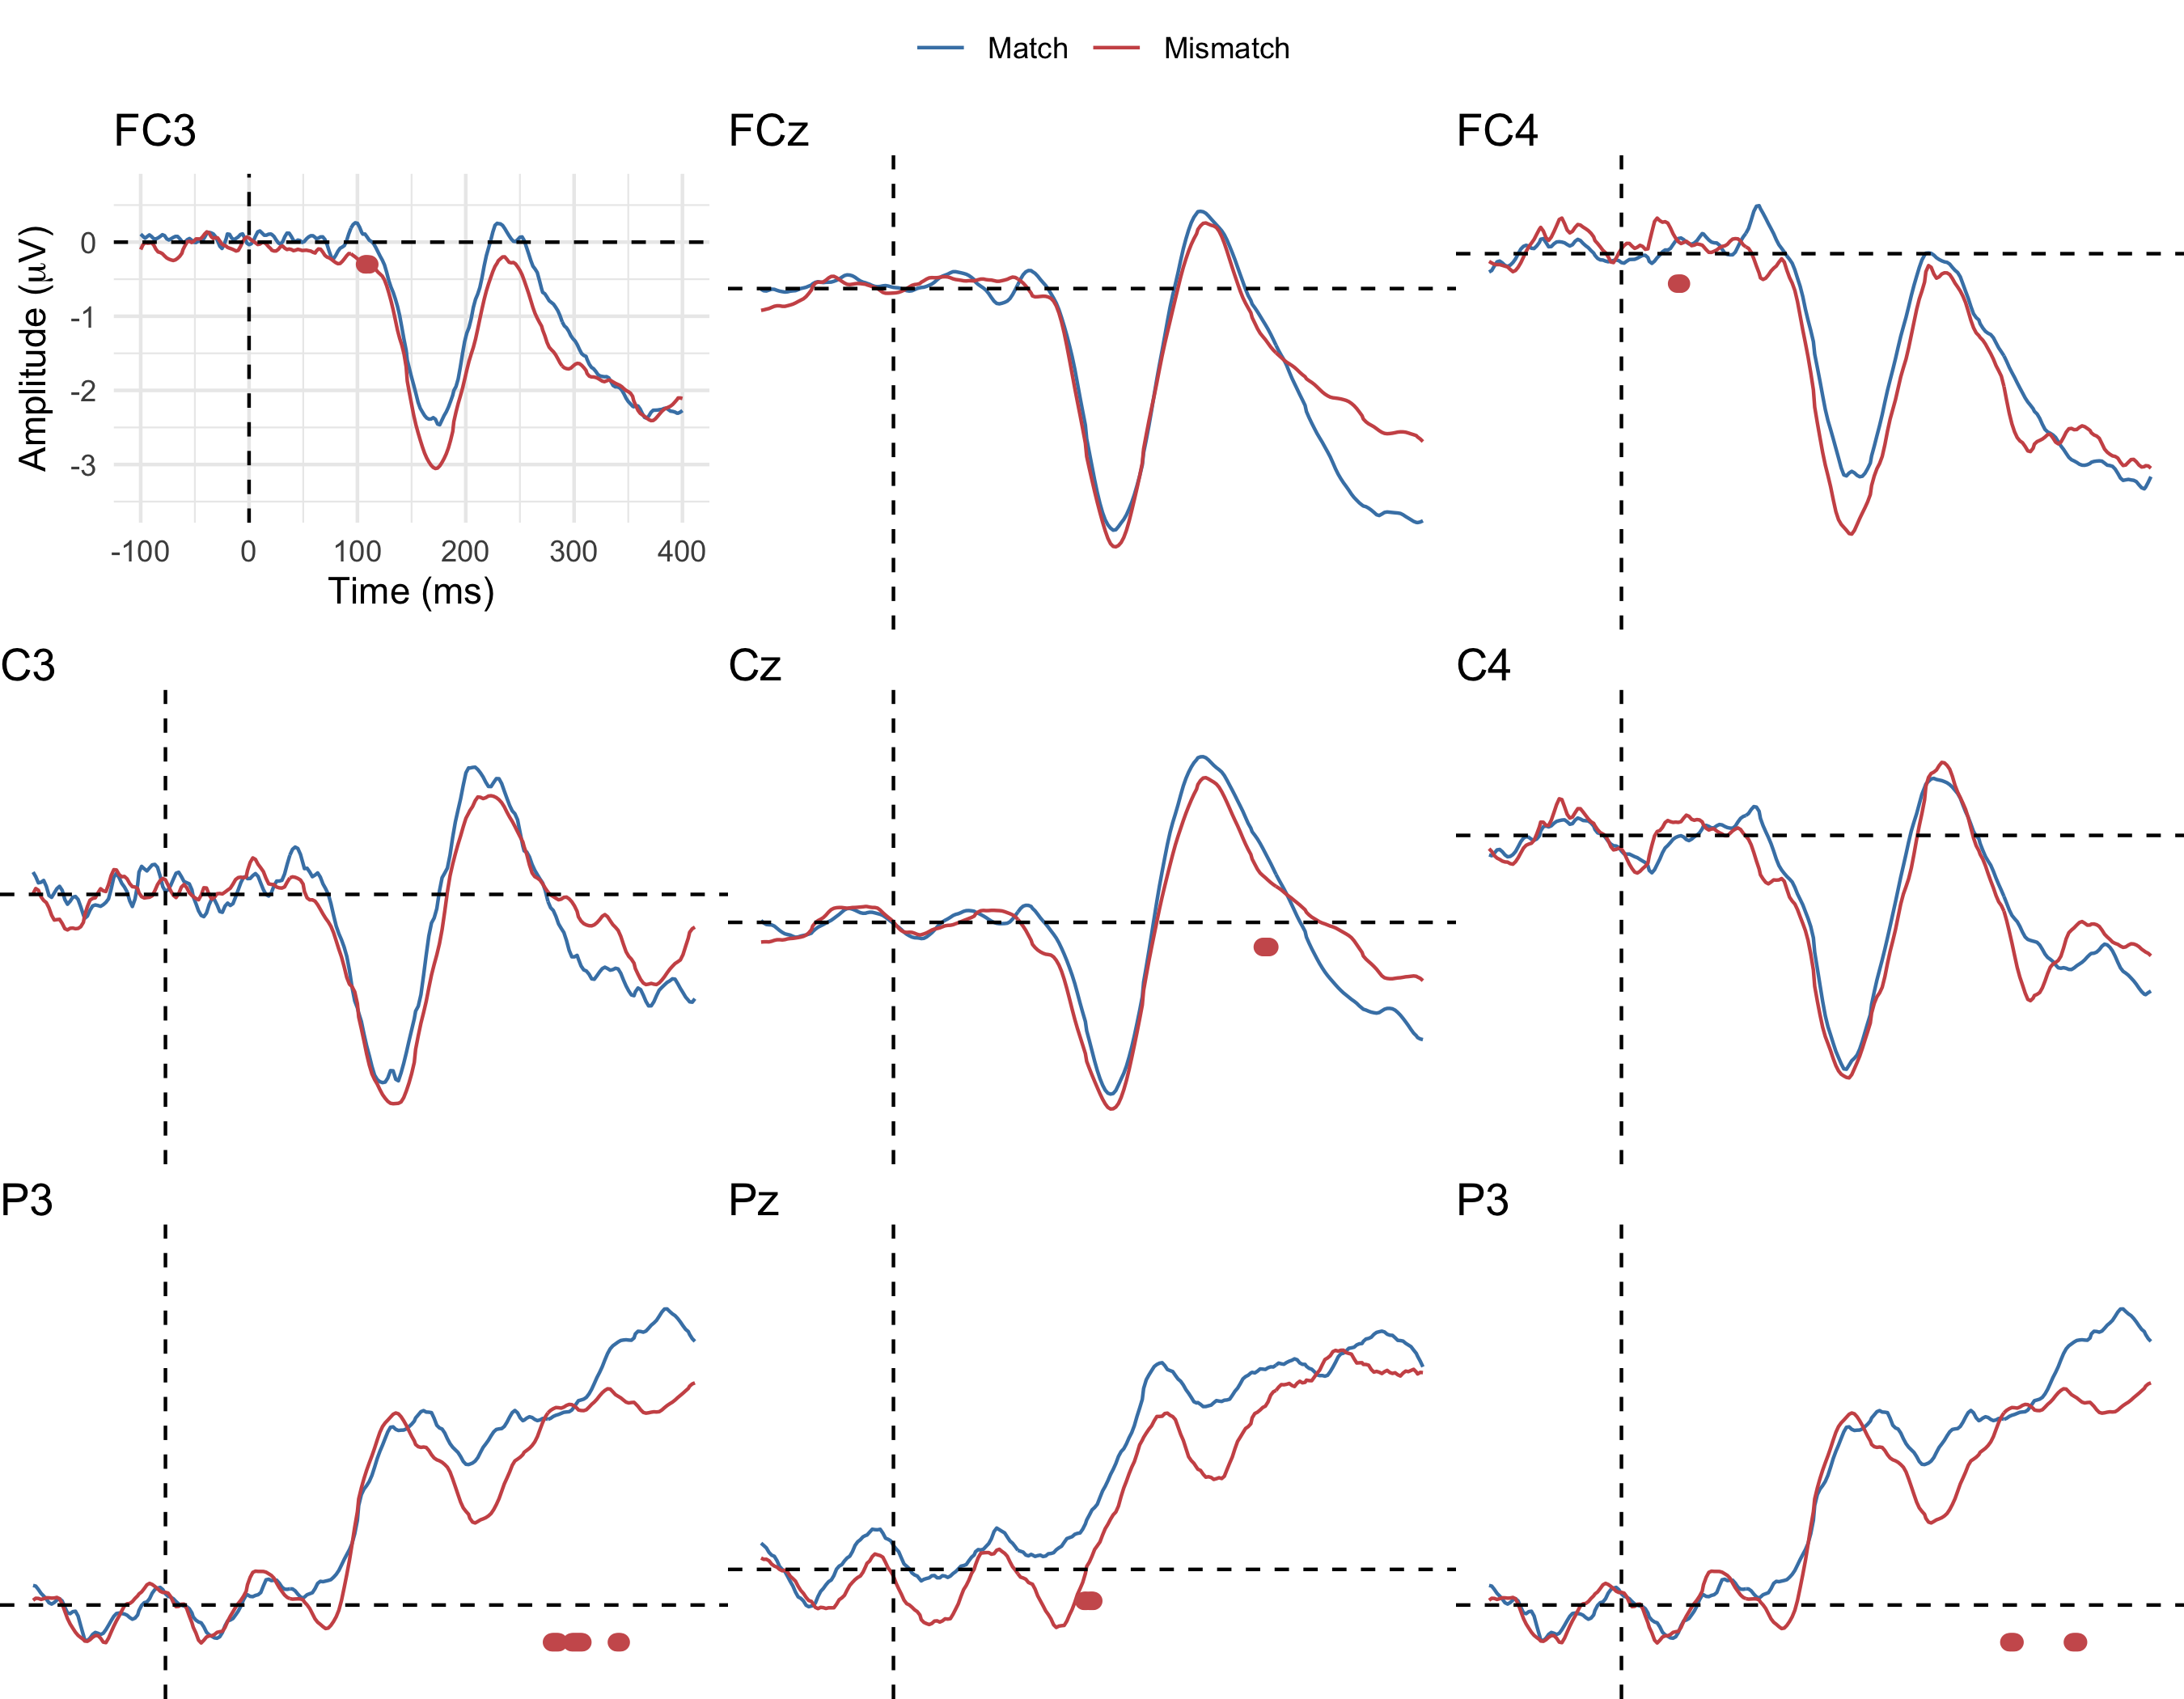 Match Mismatch
FC3 FCz FC4
Amplitude (μV)
0
-1
-2
-3
-100 0 100 200 300 400
Time (ms)
C3 Cz C4
P3 Pz P3